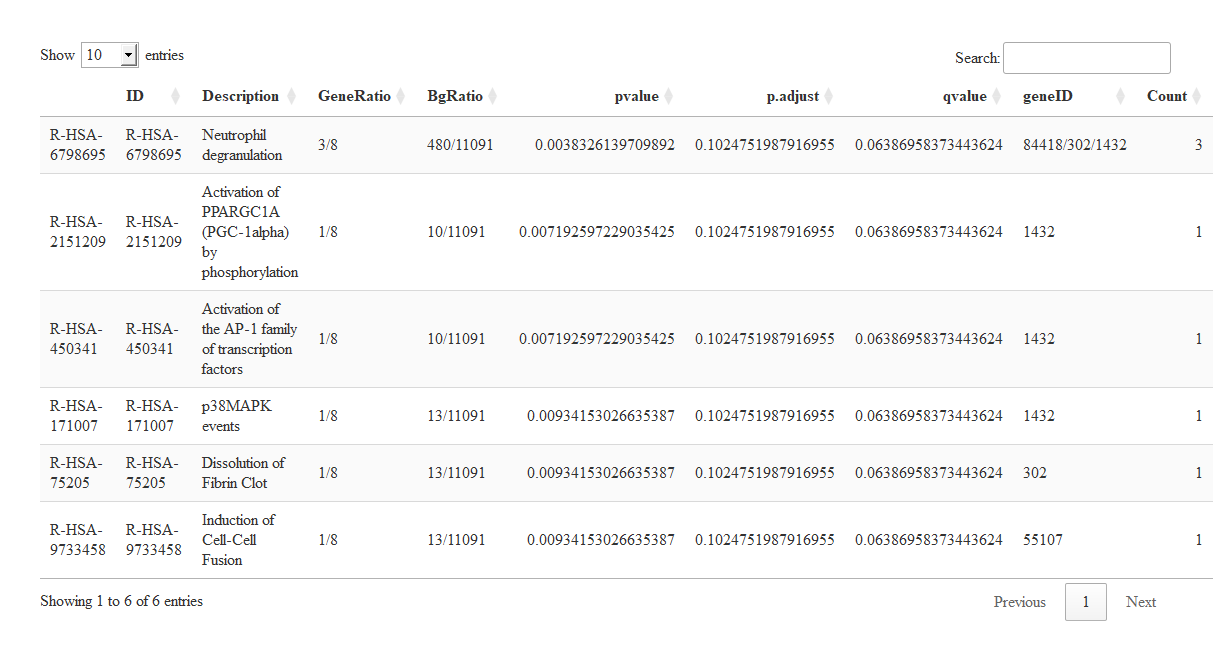 Show 10 entries
Search:
ID Description GeneRatio BgRatio pvalue p.adjust qvalue geneID Count
R-HSA-
6798695
R-HSA-
6798695
Neutrophil
degranulation
3/8 480/11091 0.0038326139709892 0.1024751987916955 0.06386958373443624 84418/302/1432 3
R-HSA-
2151209
R-HSA-
2151209
Activation of
PPARGC1A
(PGC-1alpha)
by
phosphorylation
1/8 10/11091 0.007192597229035425 0.1024751987916955 0.06386958373443624 1432 1
R-HSA-
450341
R-HSA-
450341
Activation of
the AP-1 family
of transcription
factors
1/8 10/11091 0.007192597229035425 0.1024751987916955 0.06386958373443624 1432 1
R-HSA-
171007
R-HSA-
171007
p38MAPK
events
1/8 13/11091 0.00934153026635387 0.1024751987916955 0.06386958373443624 1432 1
R-HSA-
75205
R-HSA-
75205
Dissolution of
Fibrin Clot
1/8 13/11091 0.00934153026635387 0.1024751987916955 0.06386958373443624 302 1
R-HSA-
9733458
R-HSA-
9733458
Induction of
Cell-Cell
Fusion
1/8 13/11091 0.00934153026635387 0.1024751987916955 0.06386958373443624 55107 1
Showing 1 to 6 of 6 entries
Previous 1 Next